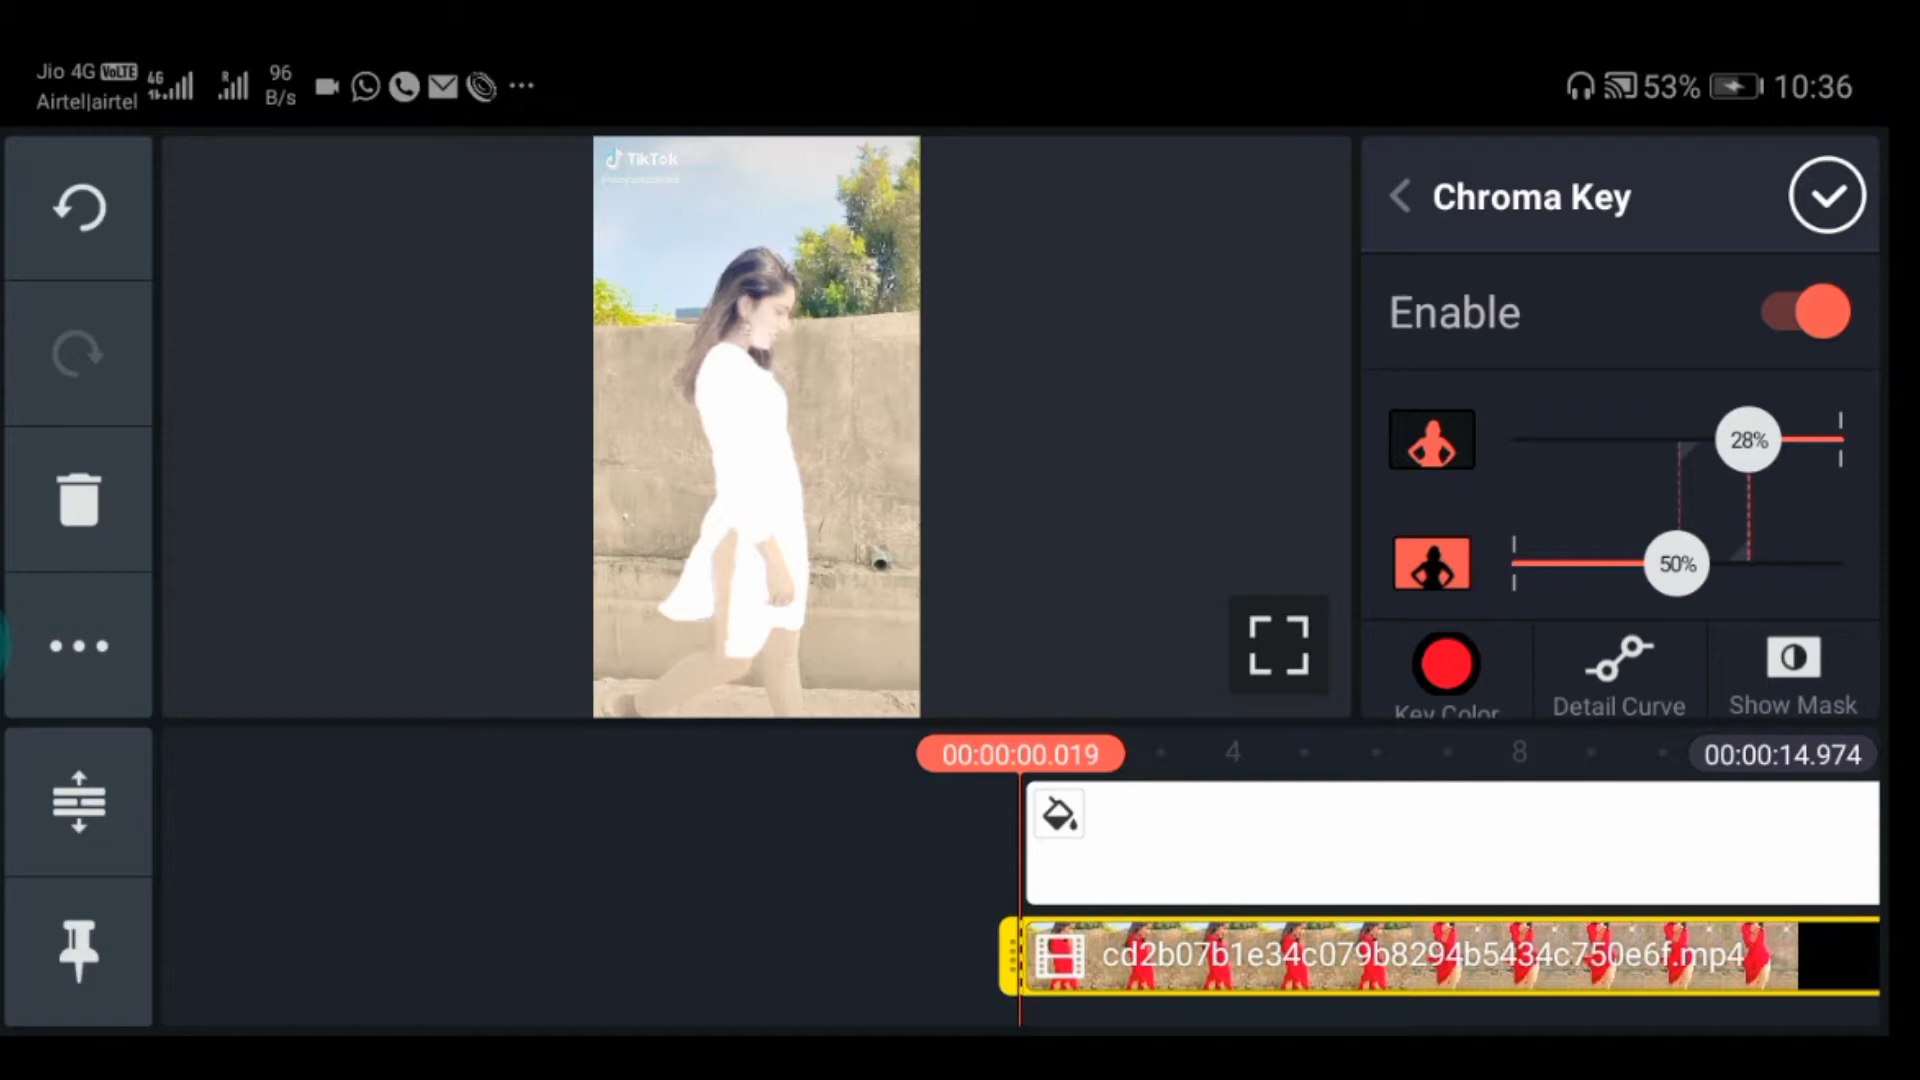 Jio 4G VoLTE
Airtel|airtel
4G
R
96
B/s
53%
10:36
TikTok
Chroma Key
Enable
28%
50%
Key Color
Detail Curve
Show Mask
00:00:00.019
4
8
00:00:14.974
cd2b07b1e34c079b8294b5434c750e6f.mp4